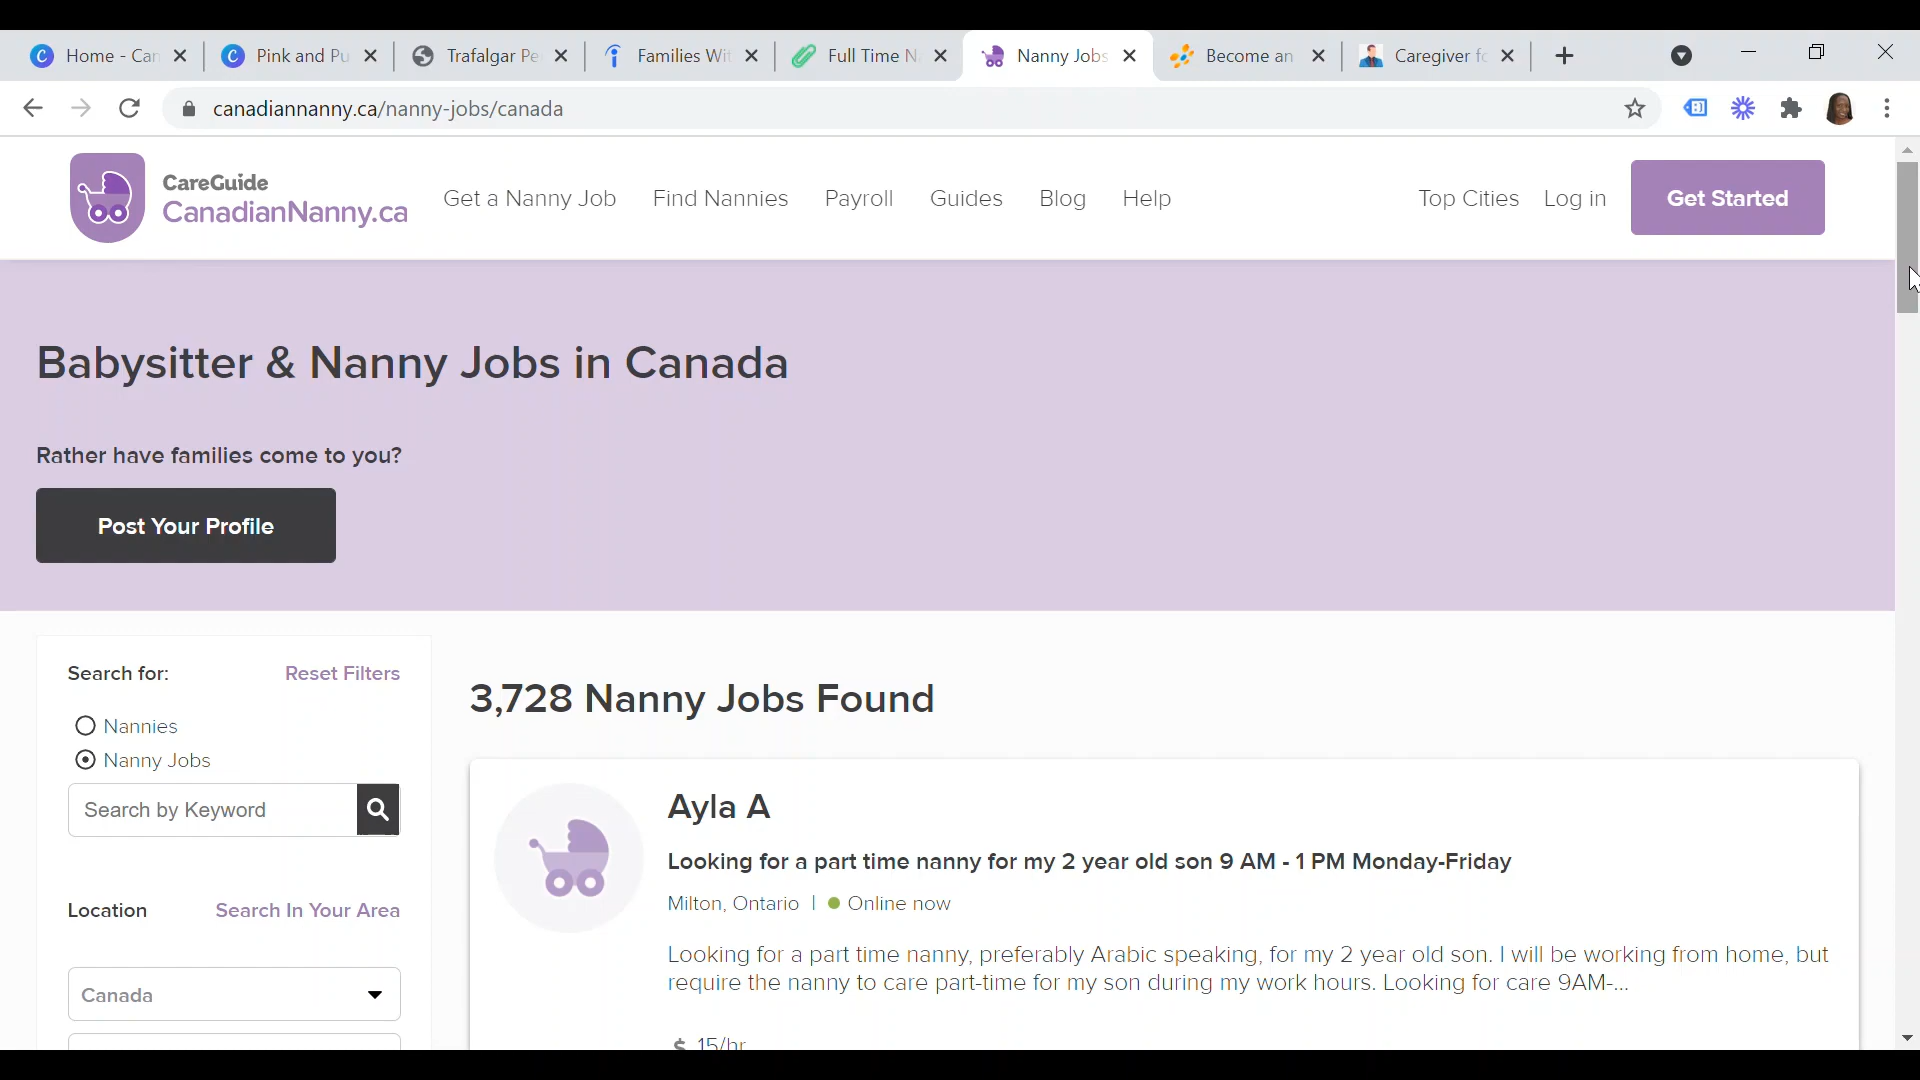 Home - Can
Pink and Pu
Trafalgar Pe
Families Wit
Full Time N
Nanny Jobs
Become an
Caregiver fo
canadiannanny.ca/nanny-jobs/canada
CareGuide
CanadianNanny.ca
Get a Nanny Job
Find Nannies
Payroll
Guides
Blog
Help
Top Cities
Log in
Get Started
Babysitter & Nanny Jobs in Canada
Rather have families come to you?
Post Your Profile
Search for:
Reset Filters
Nannies
Nanny Jobs
Search by Keyword
Location
Search In Your Area
Canada
3,728 Nanny Jobs Found
Ayla A
Looking for a part time nanny for my 2 year old son 9 AM - 1 PM Monday-Friday
Milton, Ontario | Online now
Looking for a part time nanny, preferably Arabic speaking, for my 2 year old son. I will be working from home, but
require the nanny to care part-time for my son during my work hours. Looking for care 9AM-...
$ 15/hr